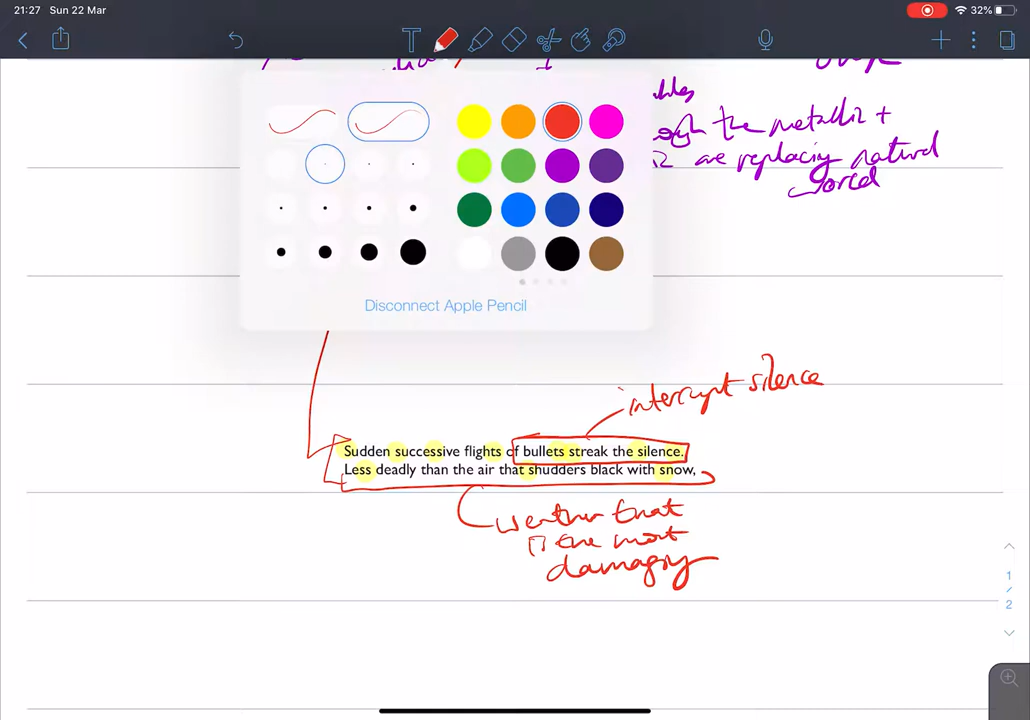 21:27 Sun 22 Mar
32%
T
the metallic +
are replacing natural
forced
Disconnect Apple Pencil
interrupt silence
Sudden successive flights of bullets streak the silence.
Less deadly than the air that shudders black with snow,
weather that
is the most
damaging
1
2